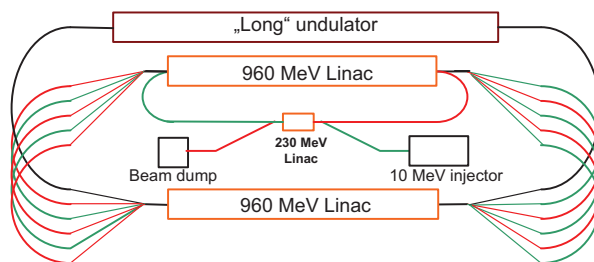 „Long“ undulator
960 MeV Linac
230 MeV
Linac
Beam dump
10 MeV injector
960 MeV Linac